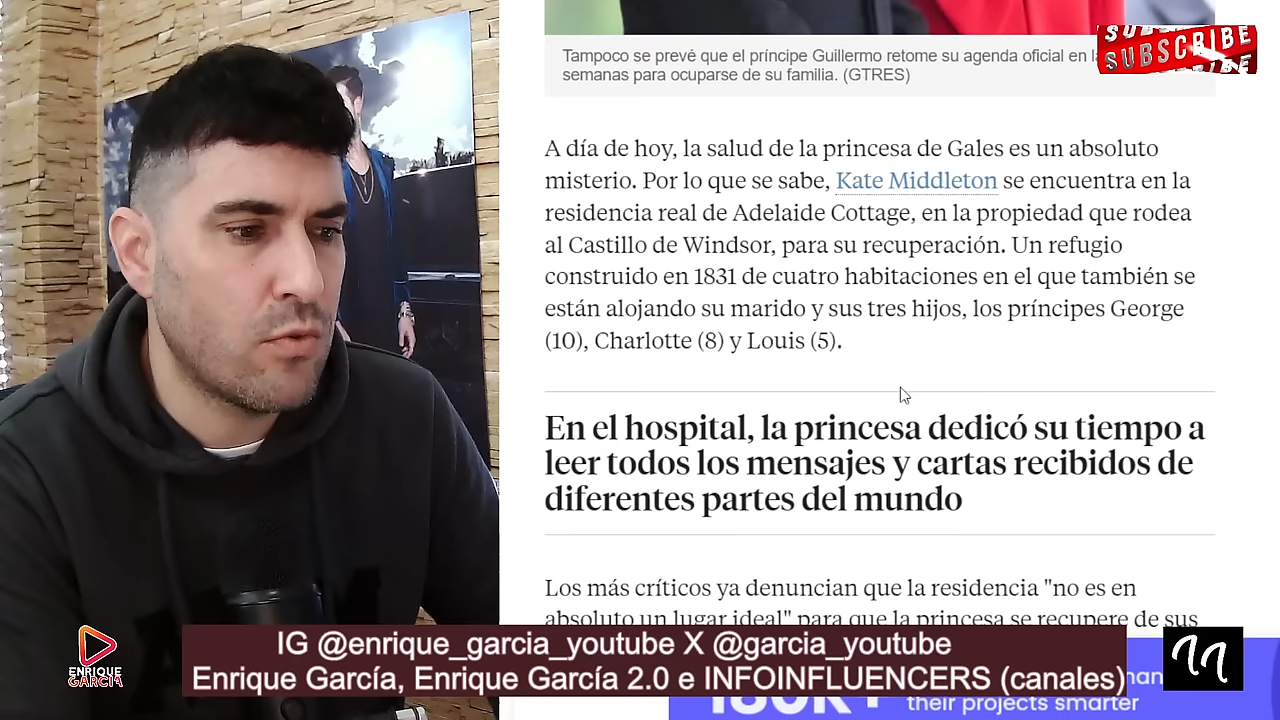 Tampoco se prevé que el príncipe Guillermo retome su agenda oficial en
semanas para ocuparse de su familia. (GTRES)
SUBSCRIBE
A día de hoy, la salud de la princesa de Gales es un absoluto
misterio. Por lo que se sabe, Kate Middleton se encuentra en la
residencia real de Adelaide Cottage, en la propiedad que rodea
al Castillo de Windsor, para su recuperación. Un refugio
construido en 1831 de cuatro habitaciones en el que también se
están alojando su marido y sus tres hijos, los príncipes George
(10), Charlotte (8) y Louis (5).
En el hospital, la princesa dedicó su tiempo a
leer todos los mensajes y cartas recibidos de
diferentes partes del mundo
Los más críticos ya denuncian que la residencia "no es en
absoluto un lugar ideal" para que la princesa se recupere de sus
IG @enrique_garcia_youtube X @garcia_youtube
Enrique García, Enrique García 2.0 e INFOINFLUENCERS (canales)
ENRIQUE
GARCÍA
180K+
their projects smarter